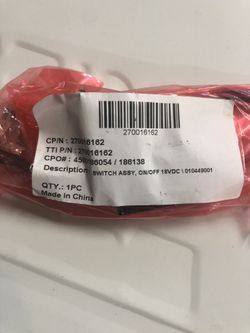 270016162
CP/N : 270016162
TTI P/N : 270016162
CPO# : 4500786054 / 186138
Description: SWITCH ASSY, ON/OFF 18VDC \ 010449001
QTY.: 1PC
Made in China